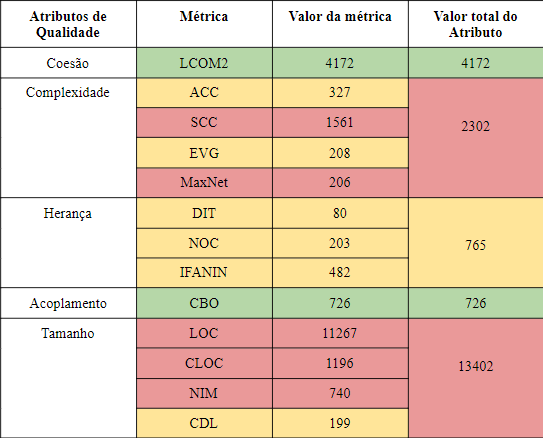 Atributos de Qualidade Métrica Valor da métrica Valor total do Atributo
Coesão LCOM2 4172 4172
Complexidade ACC 327 2302
SCC 1561
EVG 208
MaxNet 206
Herança DIT 80 765
NOC 203
IFANIN 482
Acoplamento CBO 726 726
Tamanho LOC 11267 13402
CLOC 1196
NIM 740
CDL 199